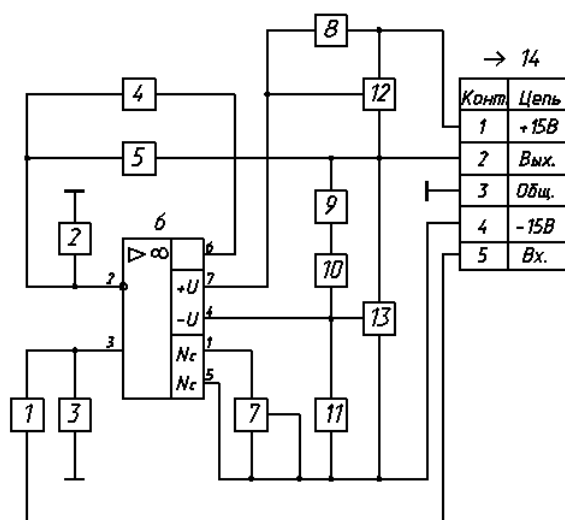 8
→ 14
4
12
Конт. Цепь
1 +15В
5
2 Вых.
3 Общ.
9
2
6
4 -15В
▷ ∞
6
10
5 Вх.
2
+U 7
-U 4
13
3
Nc 1
Nc 5
1
3
7
11